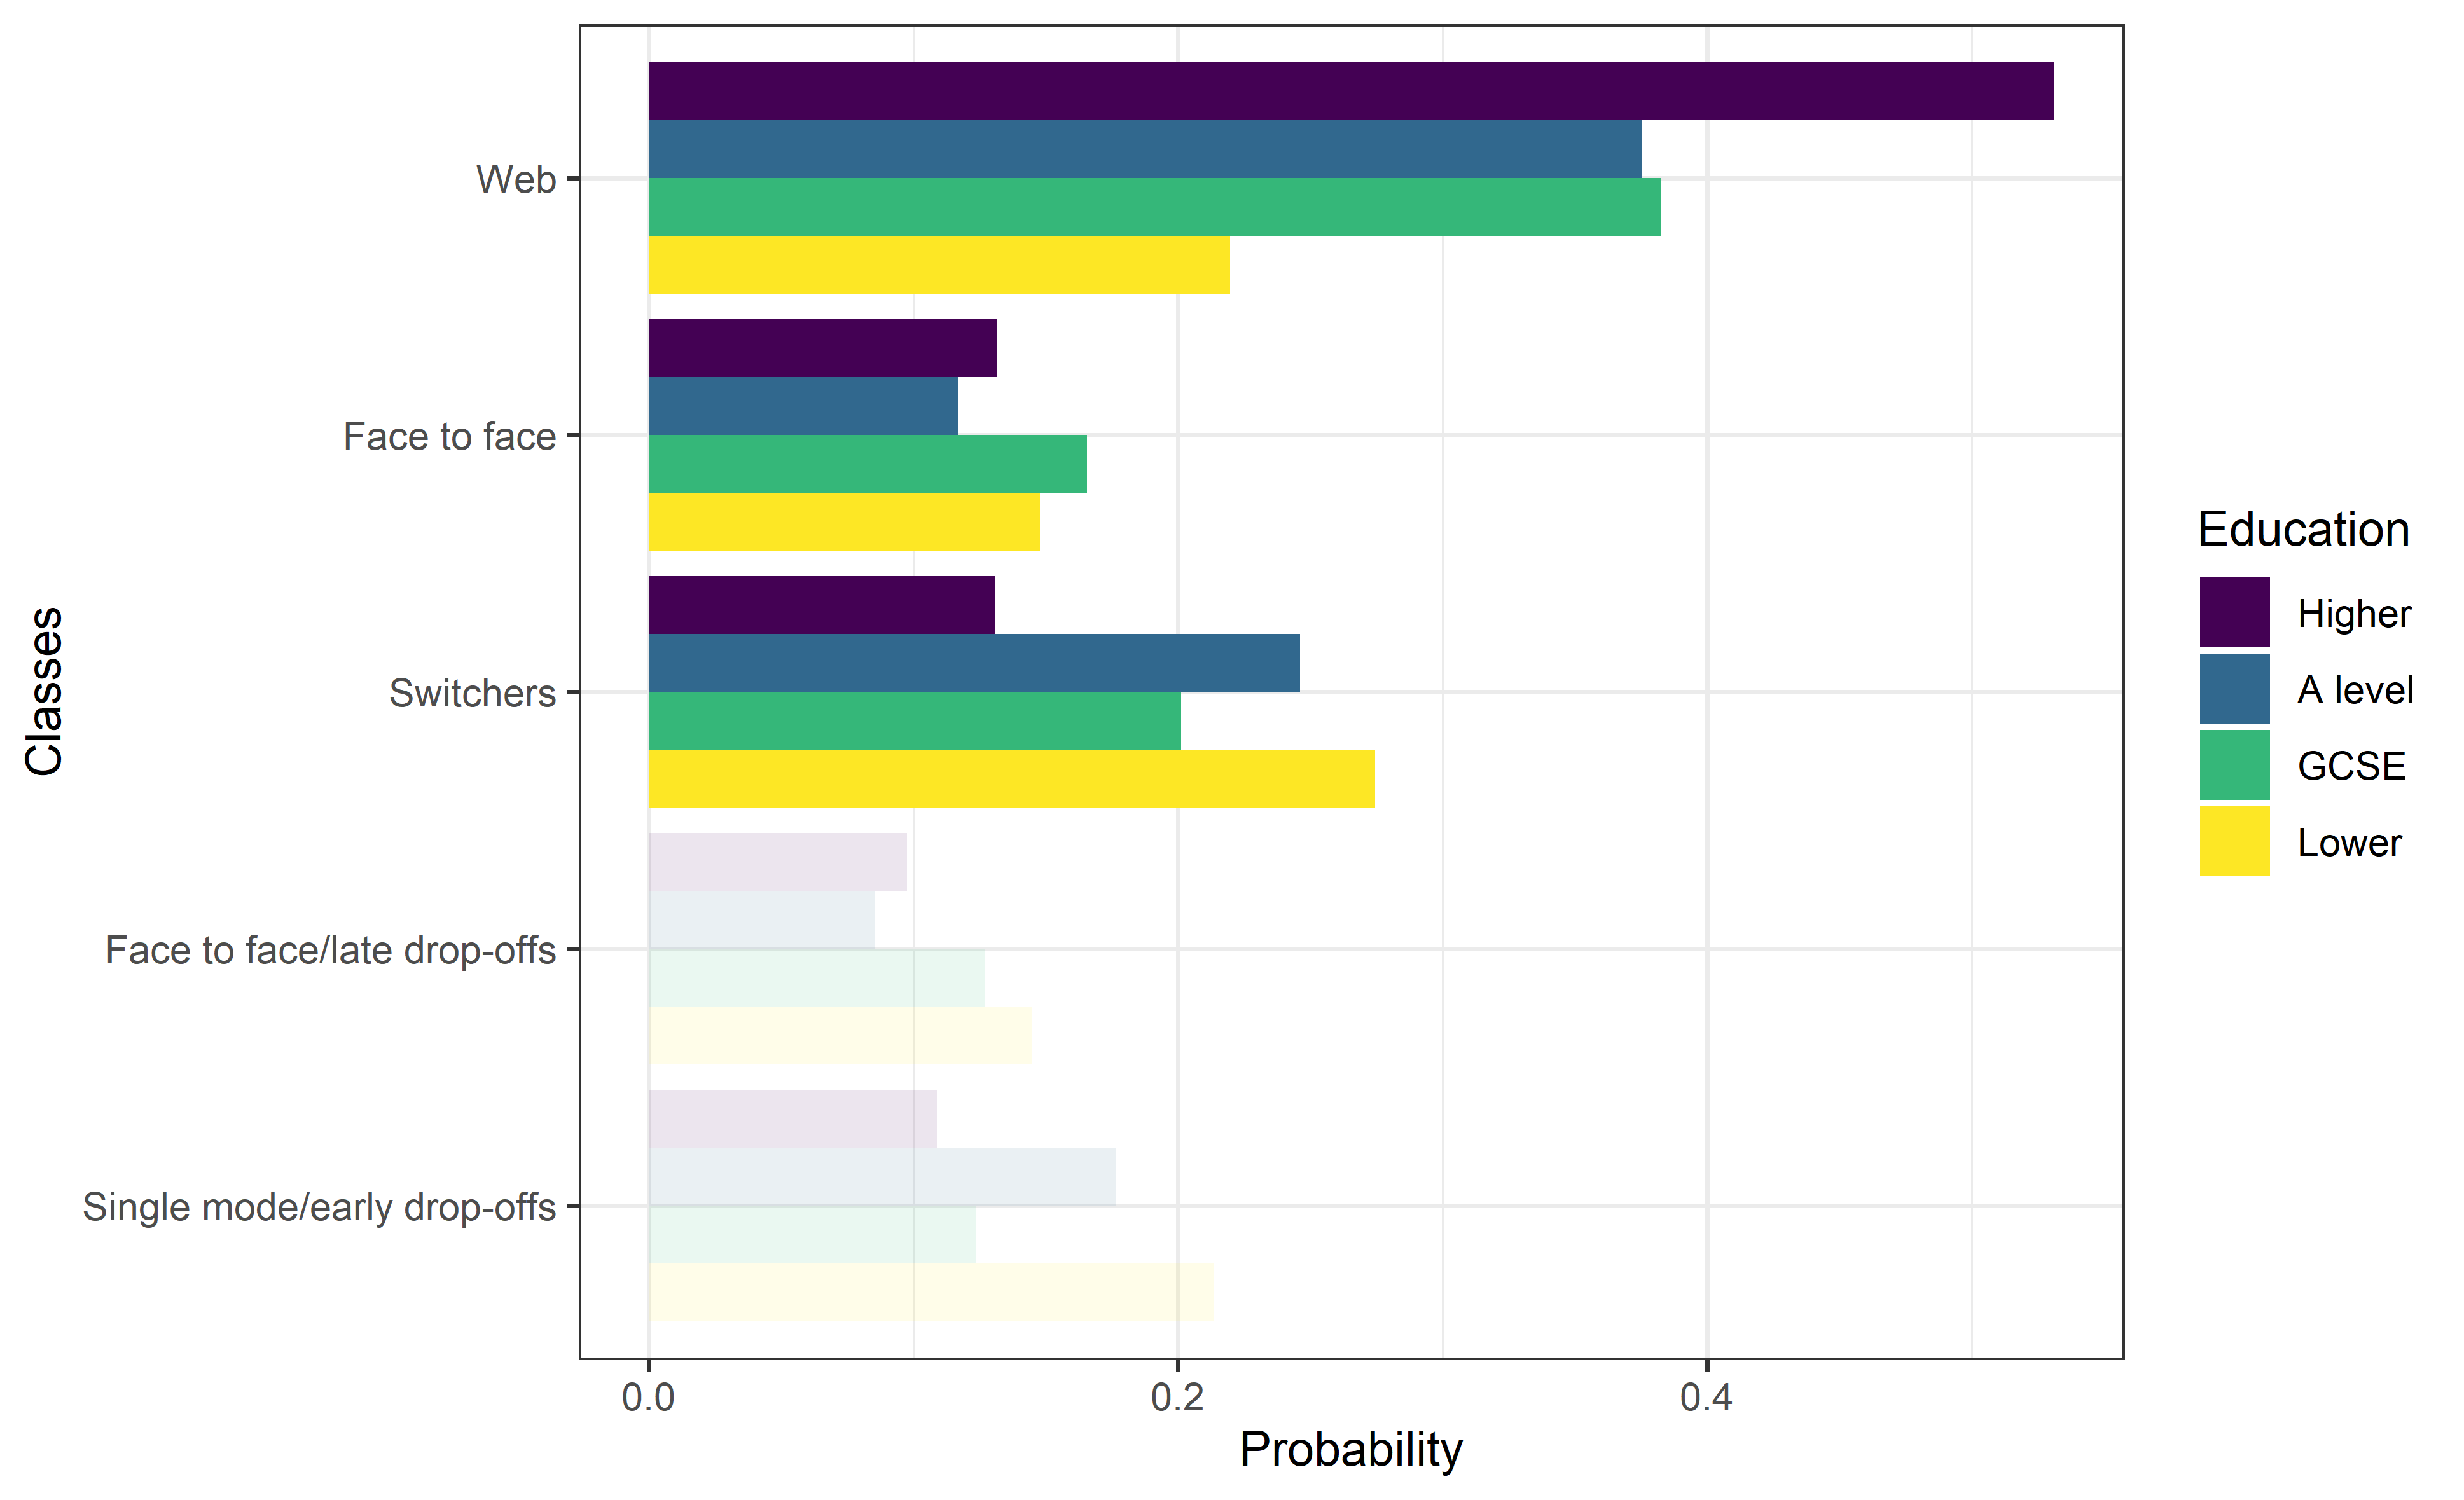 Web
Face to face
Switchers
Face to face/late drop-offs
Single mode/early drop-offs
Classes
0.0
0.2
0.4
Probability
Education
Higher
A level
GCSE
Lower